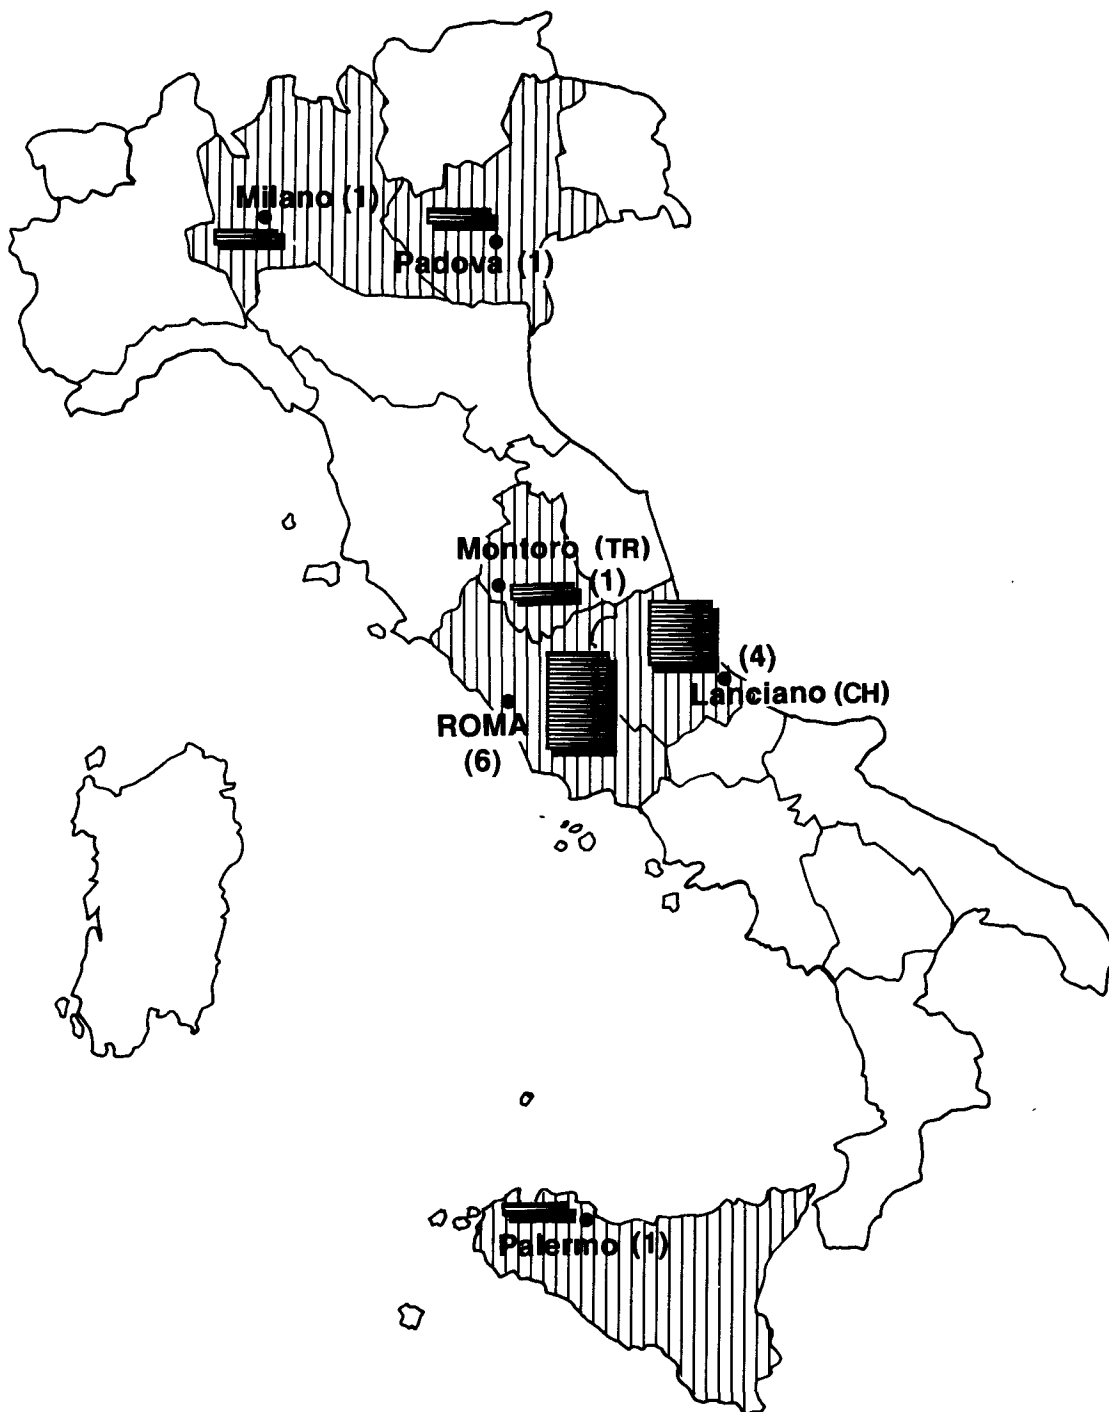 Milano (1)
Padova (1)
Montoro (TR)
(1)
(4)
Lanciano (CH)
ROMA
(6)
Palermo (1)